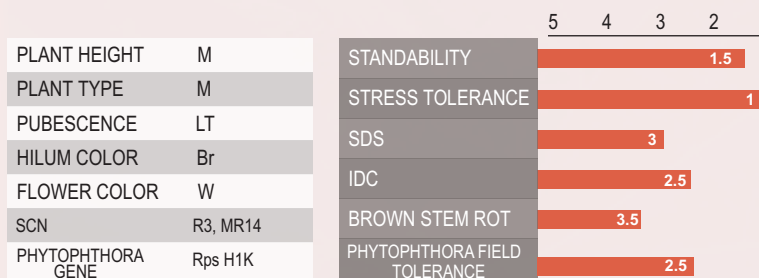 PLANT HEIGHT M
PLANT TYPE M
PUBESCENCE LT
HILUM COLOR Br
FLOWER COLOR W
SCN R3, MR14
PHYTOPHTHORA
GENE Rps H1K
5 4 3 2
STANDABILITY 1.5
STRESS TOLERANCE 1
SDS 3
IDC 2.5
BROWN STEM ROT 3.5
PHYTOPHTHORA FIELD
TOLERANCE 2.5